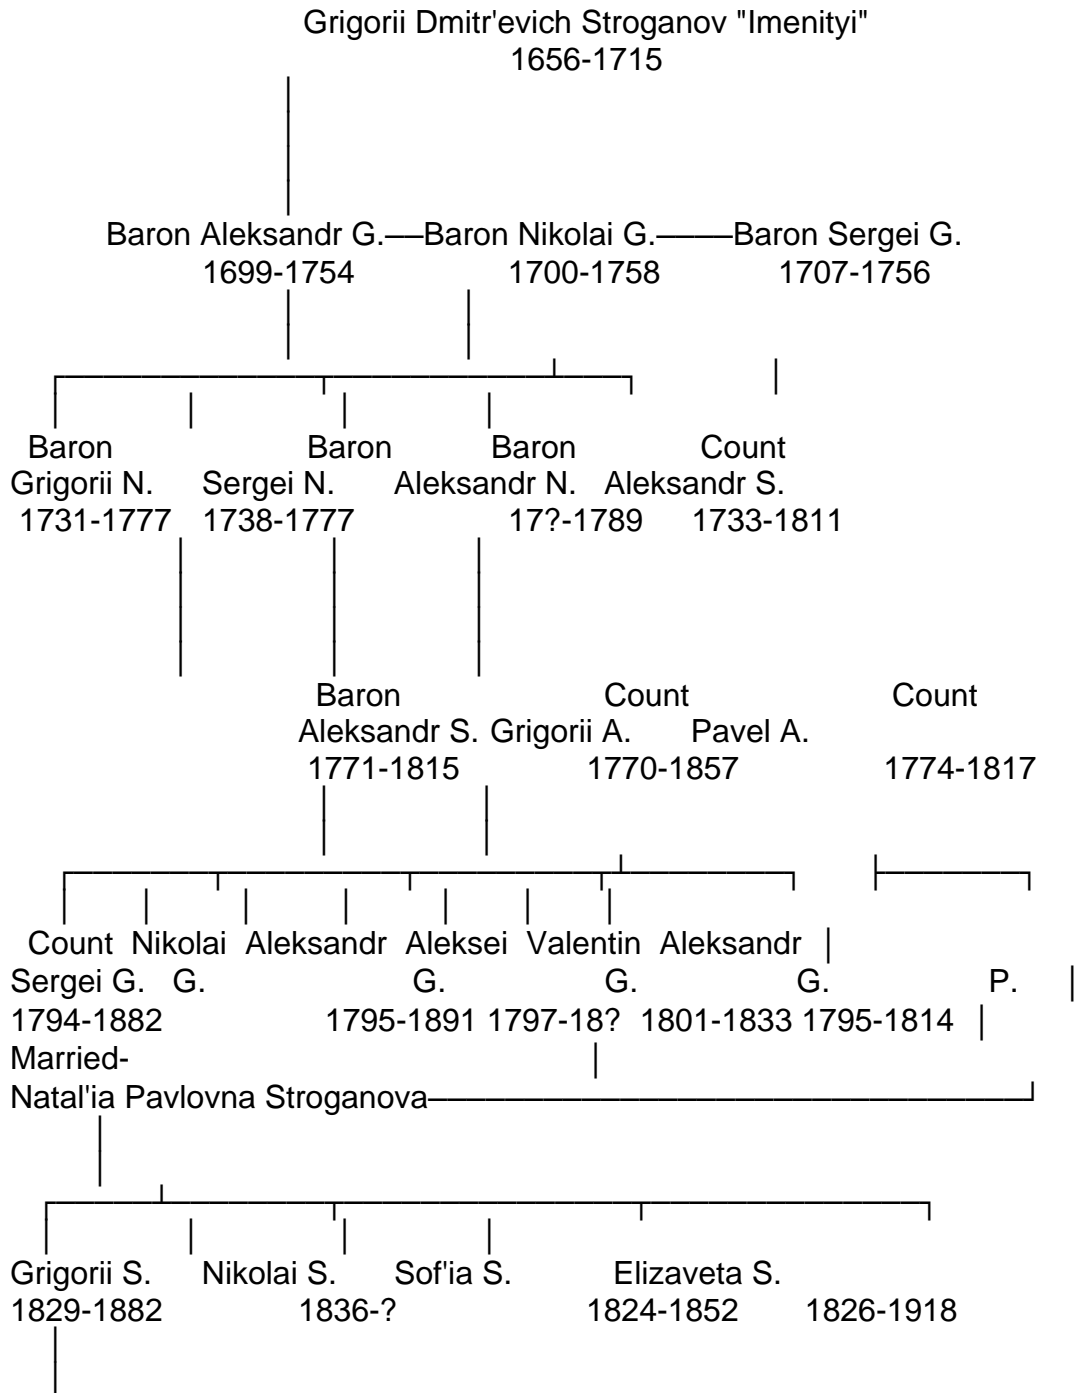 Grigorii Dmitr'evich Stroganov "Imenityi"
1656-1715
Baron Aleksandr G.—Baron Nikolai G.——Baron Sergei G.
1699-1754 1700-1758 1707-1756
Baron Baron Baron Count
Grigorii N. Sergei N. Aleksandr N. Aleksandr S.
1731-1777 1738-1777 17?-1789 1733-1811
Baron Count Count
Aleksandr S. Grigorii A. Pavel A.
1771-1815 1770-1857 1774-1817
Count Nikolai Aleksandr Aleksei Valentin Aleksandr
Sergei G. G. G. G. G. P.
1794-1882 1795-1891 1797-18? 1801-1833 1795-1814
Married-
Natal'ia Pavlovna Stroganova
Grigorii S. Nikolai S. Sof'ia S. Elizaveta S.
1829-1882 1836-? 1824-1852 1826-1918